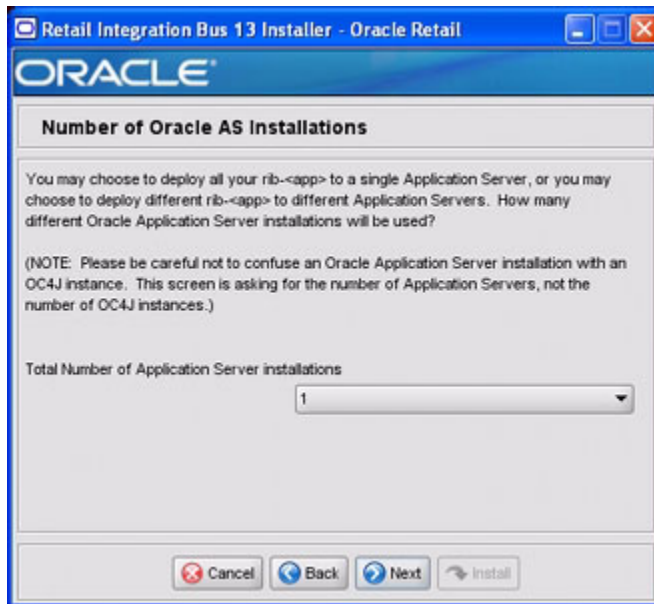 Retail Integration Bus 13 Installer - Oracle Retail
ORACLE
Number of Oracle AS Installations
You may choose to deploy all your rib-<app> to a single Application Server, or you may
choose to deploy different rib-<app> to different Application Servers. How many
different Oracle Application Server installations will be used?
(NOTE: Please be careful not to confuse an Oracle Application Server installation with an
OC4J instance. This screen is asking for the number of Application Servers, not the
number of OC4J instances.)
Total Number of Application Server installations
1
Cancel Back Next Install